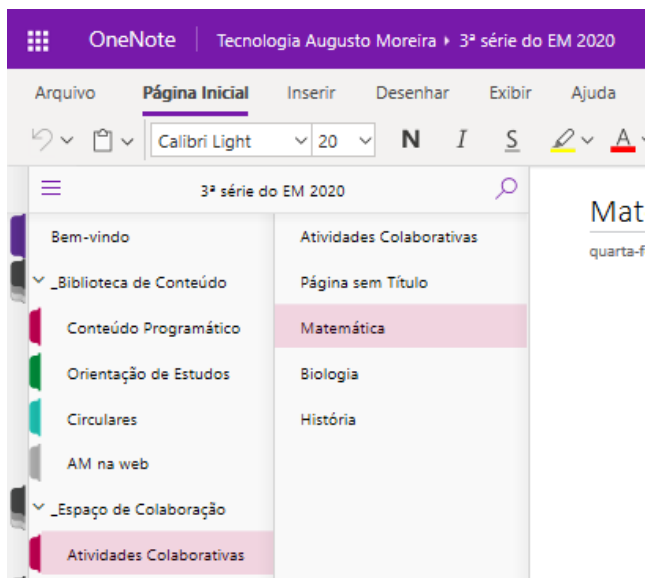 OneNote Tecnologia Augusto Moreira ▸ 3ª série do EM 2020
Arquivo Página Inicial Inserir Desenhar Exibir Ajuda
Calibri Light 20 N I S A
3ª série do EM 2020
Bem-vindo
_Biblioteca de Conteúdo
Conteúdo Programático
Orientação de Estudos
Circulares
AM na web
_Espaço de Colaboração
Atividades Colaborativas
Atividades Colaborativas
Página sem Título
Matemática
Biologia
História
Mat
quarta-f